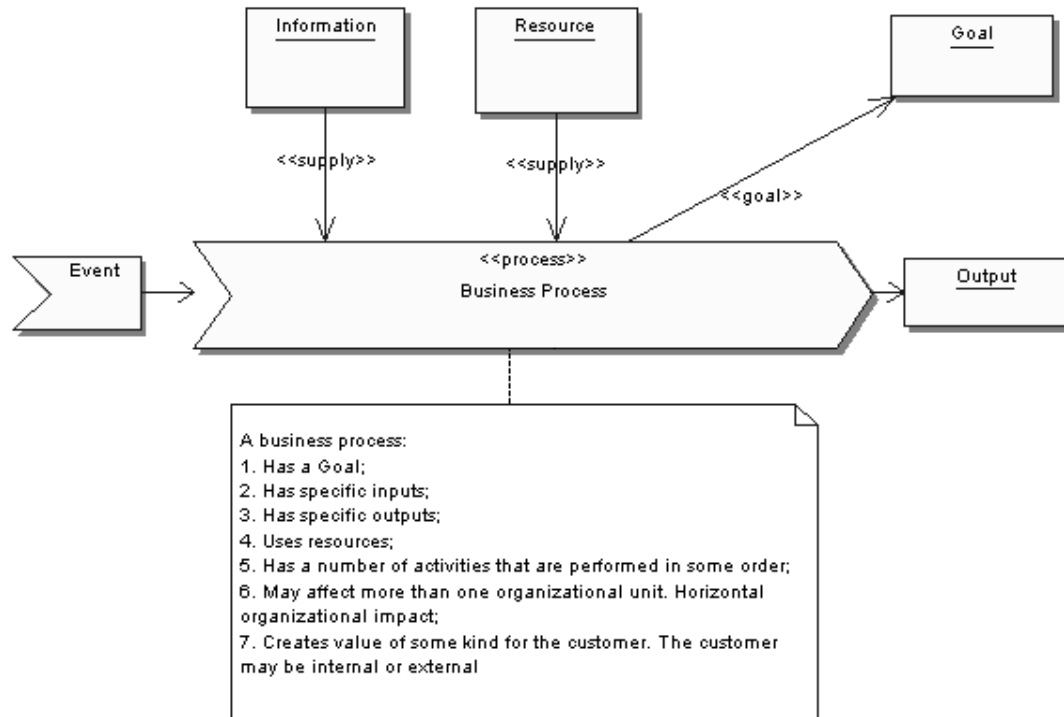 Information
Resource
Goal
<<supply>>
<<supply>>
<<goal>>
Event
<<process>>
Business Process
Output
A business process:
1. Has a Goal;
2. Has specific inputs;
3. Has specific outputs;
4. Uses resources;
5. Has a number of activities that are performed in some order;
6. May affect more than one organizational unit. Horizontal
organizational impact;
7. Creates value of some kind for the customer. The customer
may be internal or external